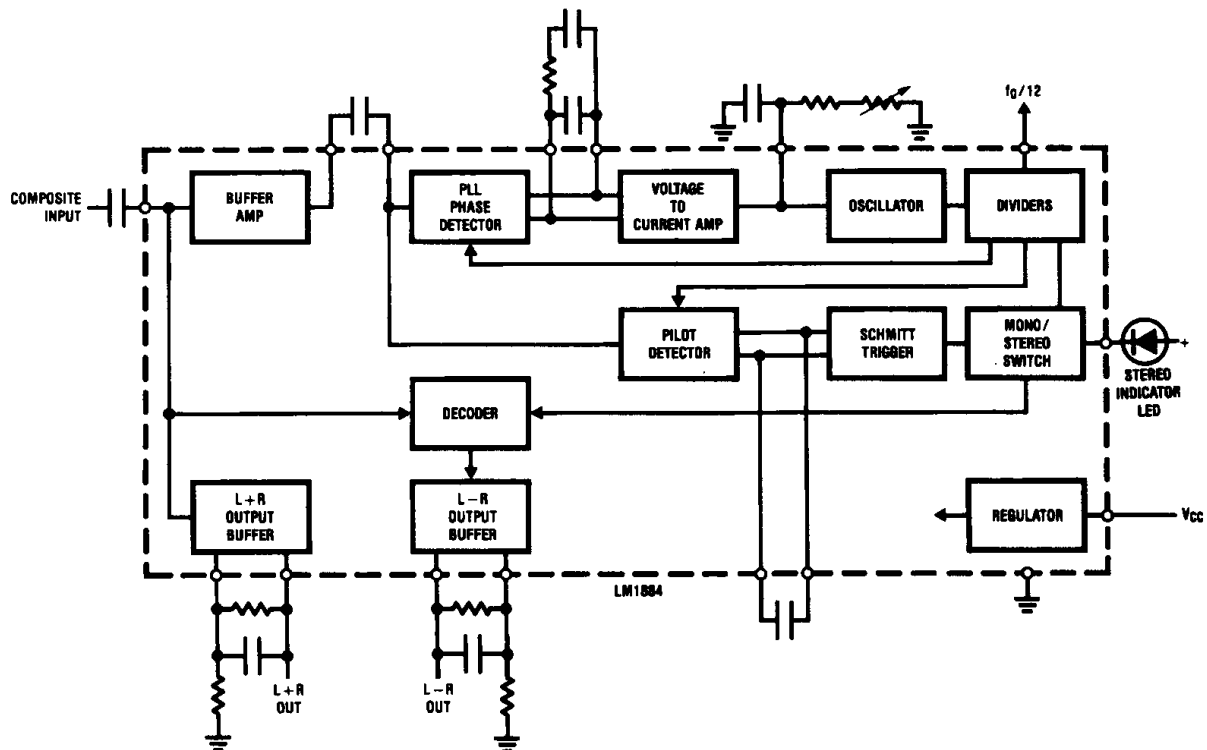 f0/12
COMPOSITE
INPUT
BUFFER
AMP
PLL
PHASE
DETECTOR
VOLTAGE
TO
CURRENT AMP
OSCILLATOR
DIVIDERS
PILOT
DETECTOR
SCHMITT
TRIGGER
MONO/
STEREO
SWITCH
+
STEREO
INDICATOR
LED
DECODER
L+R
OUTPUT
BUFFER
L−R
OUTPUT
BUFFER
REGULATOR
VCC
LM1884
L+R
OUT
L−R
OUT